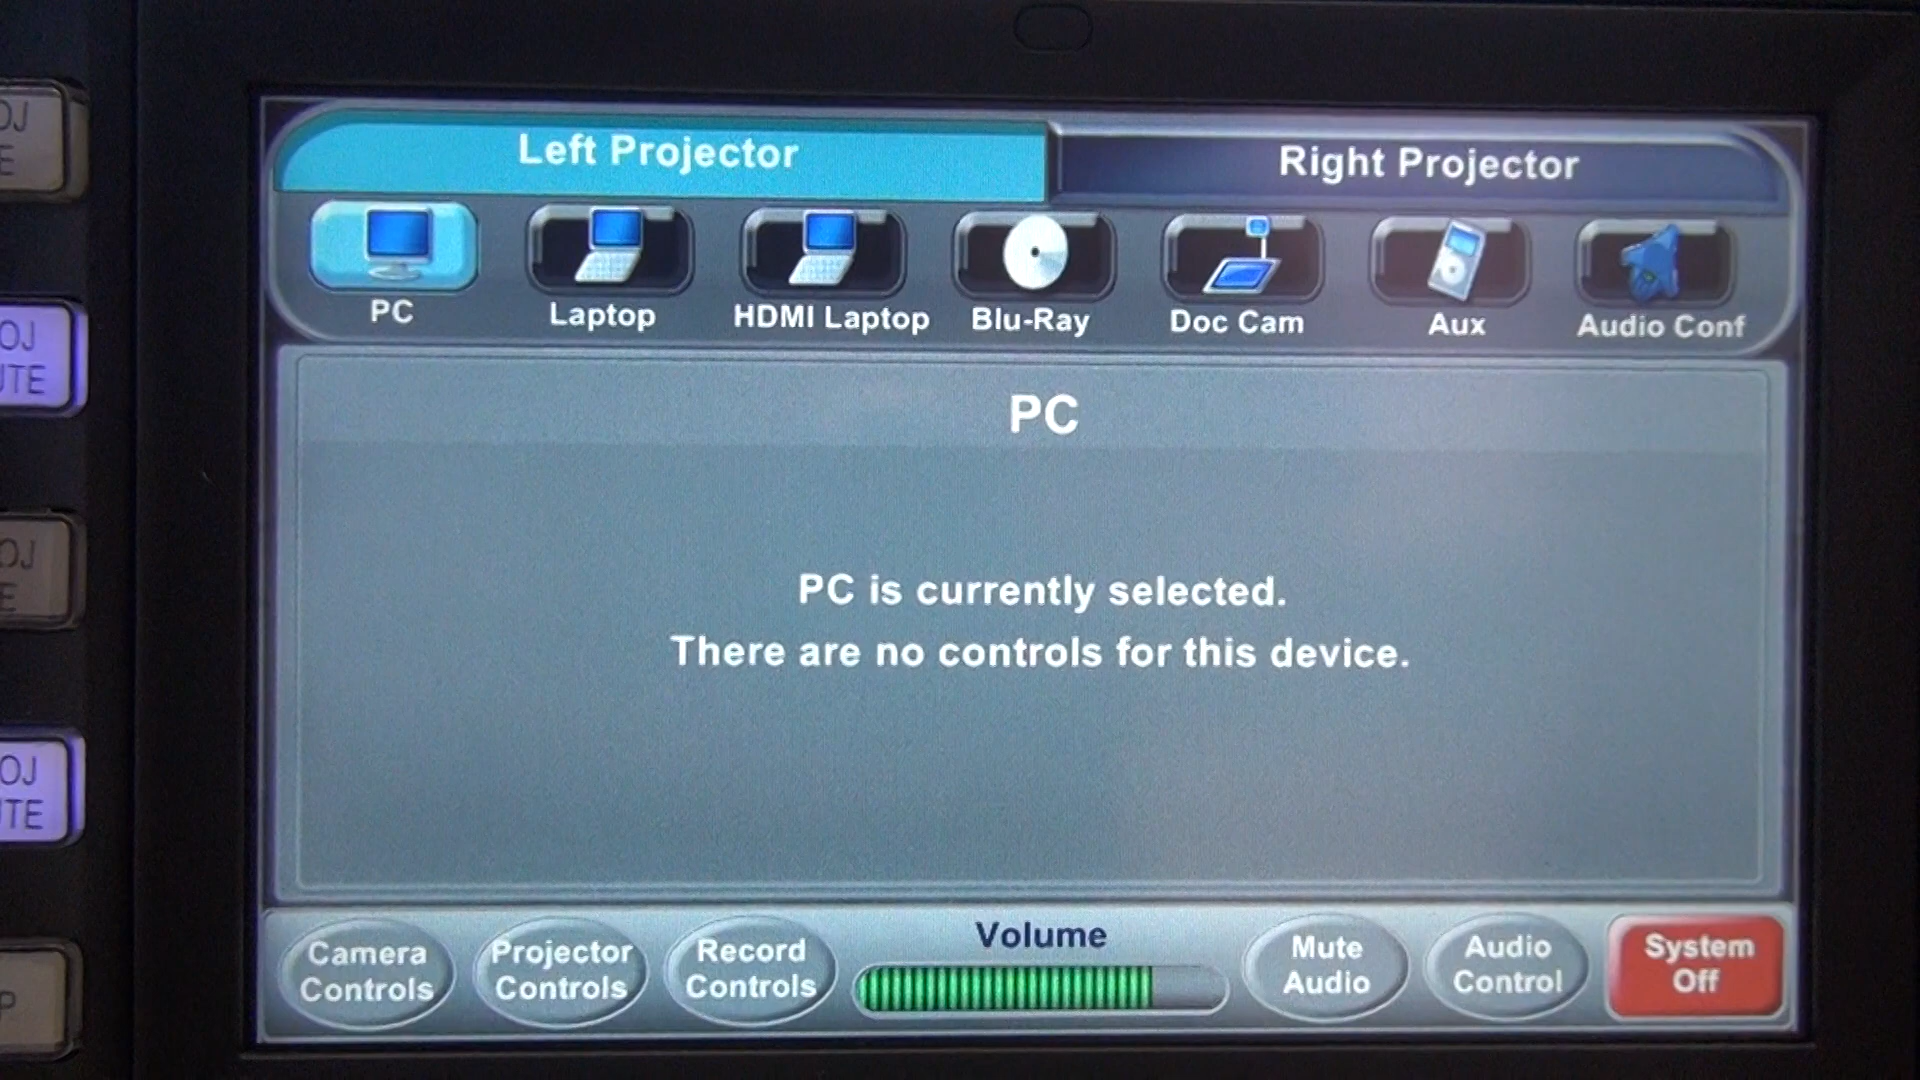 Left Projector
Right Projector
PC
Laptop
HDMI Laptop
Blu-Ray
Doc Cam
Aux
Audio Conf
PC
PC is currently selected.
There are no controls for this device.
Camera
Controls
Projector
Controls
Record
Controls
Volume
Mute
Audio
Audio
Control
System
Off